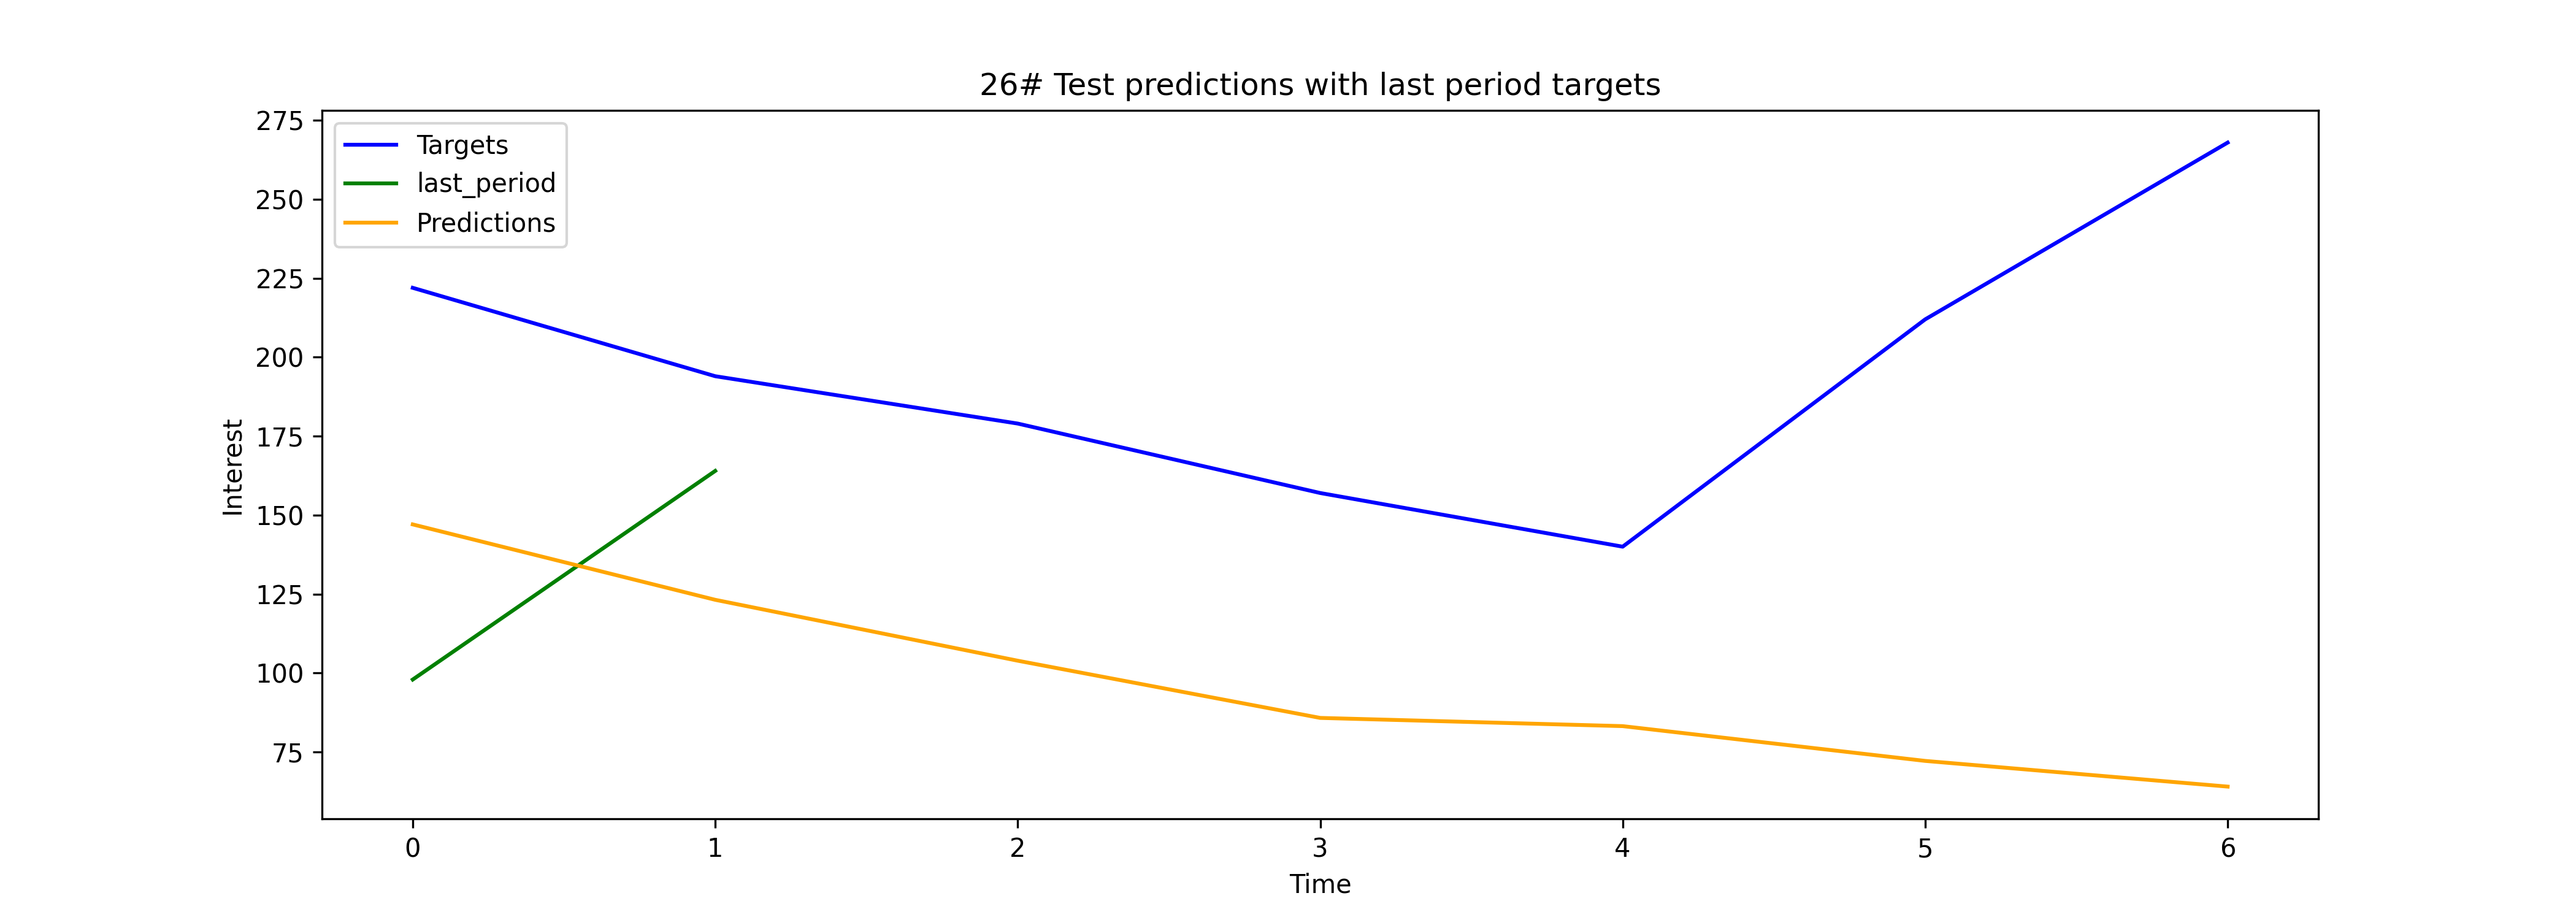 26# Test predictions with last period targets
Targets
last_period
Predictions
Interest
275
250
225
200
175
150
125
100
75
0 1 2 3 4 5 6
Time